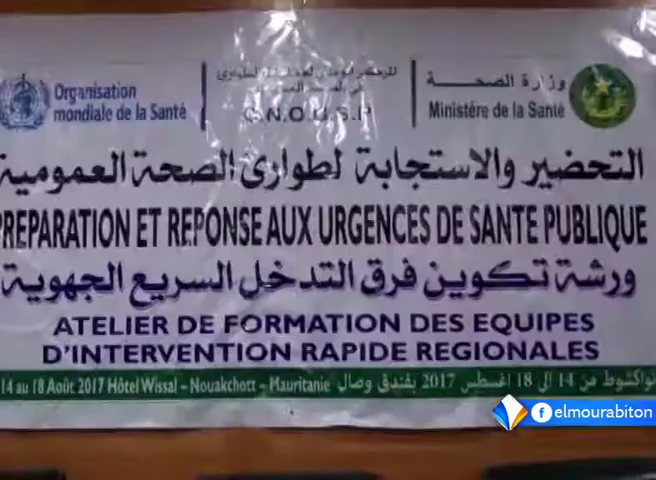 Organisation
mondiale de la Santé
C.N.O.U.S.P
وزارة الصحة
Ministére de la Santé
التحضير والاستجابة لطوارئ الصحة العمومية
PREPARATION ET REPONSE AUX URGENCES DE SANTE PUBLIQUE
ورشة تكوين فرق التدخل السريع الجهوية
ATELIER DE FORMATION DES EQUIPES
D'INTERVENTION RAPIDE REGIONALES
14 au 18 Août 2017 Hôtel Wissal - Nouakchott - Mauritanie نواكشوط من 14 الى 18 اغسطس 2017 بفندق وصال
elmourabiton